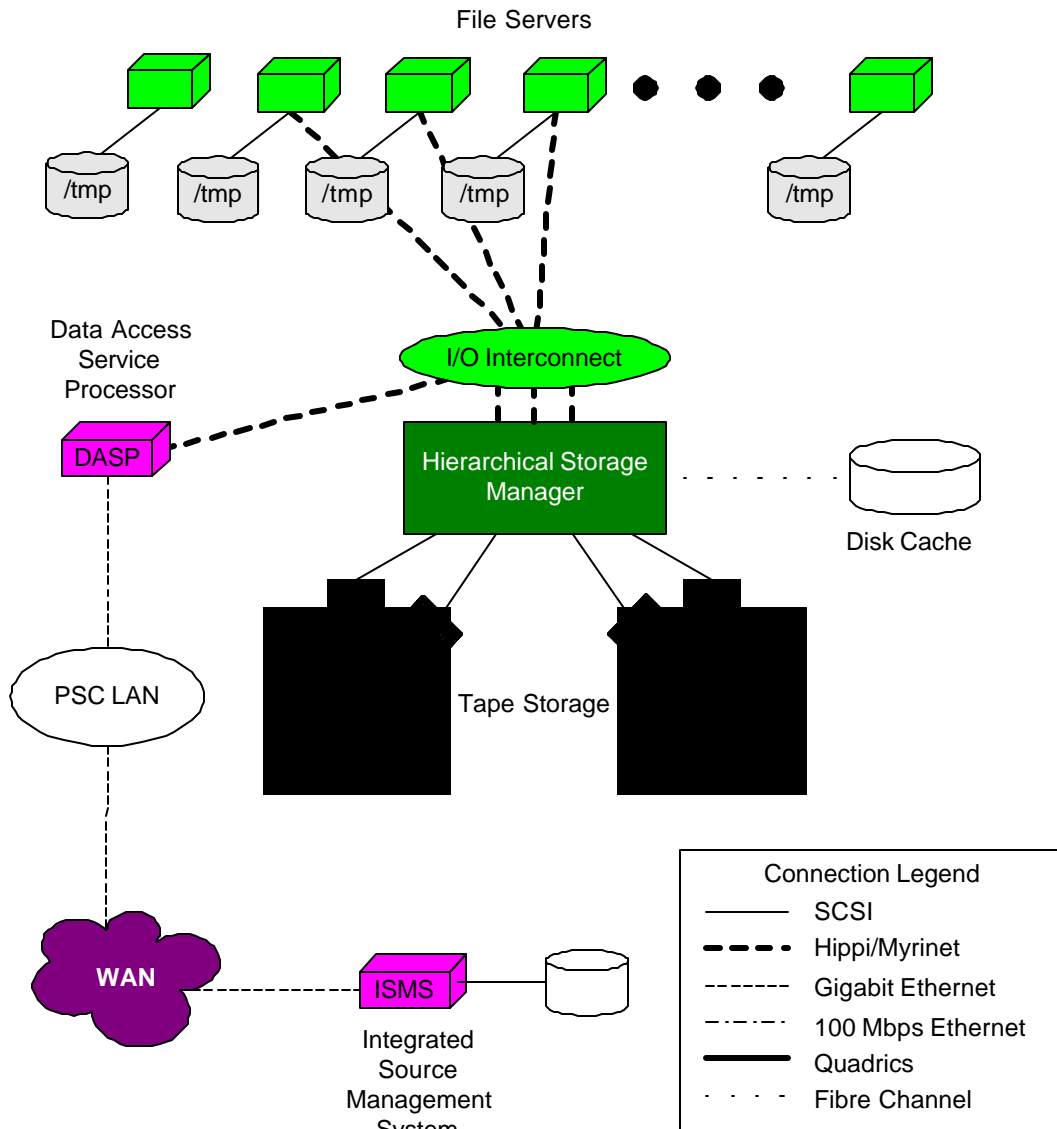 File Servers
/tmp
/tmp
/tmp
/tmp
/tmp
I/O Interconnect
Data Access
Service
Processor
DASP
Hierarchical Storage
Manager
Disk Cache
PSC LAN
Tape Storage
WAN
ISMS
Integrated
Source
Management
System
Connection Legend
SCSI
Hippi/Myrinet
Gigabit Ethernet
100 Mbps Ethernet
Quadrics
Fibre Channel